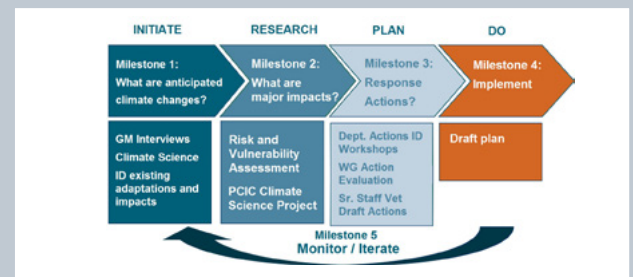 INITIATE
RESEARCH
PLAN
DO
Milestone 1:
What are anticipated
climate changes?
Milestone 2:
What are
major impacts?
Milestone 3:
Response
Actions?
Milestone 4:
Implement
GM Interviews
Climate Science
ID existing
adaptations and
impacts
Risk and
Vulnerability
Assessment
PCIC Climate
Science Project
Dept. Actions ID
Workshops
WG Action
Evaluation
Sr. Staff Vet
Draft Actions
Draft plan
Milestone 5
Monitor / Iterate